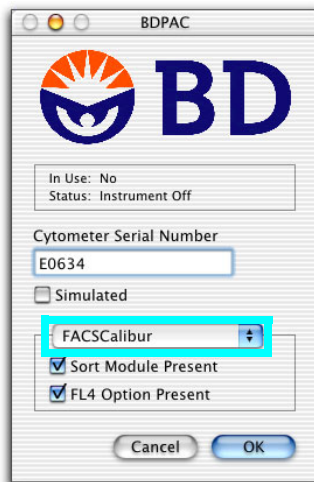 BDPAC
BD
In Use: No
Status: Instrument Off
Cytometer Serial Number
E0634
Simulated
FACSCalibur
Sort Module Present
FL4 Option Present
Cancel OK